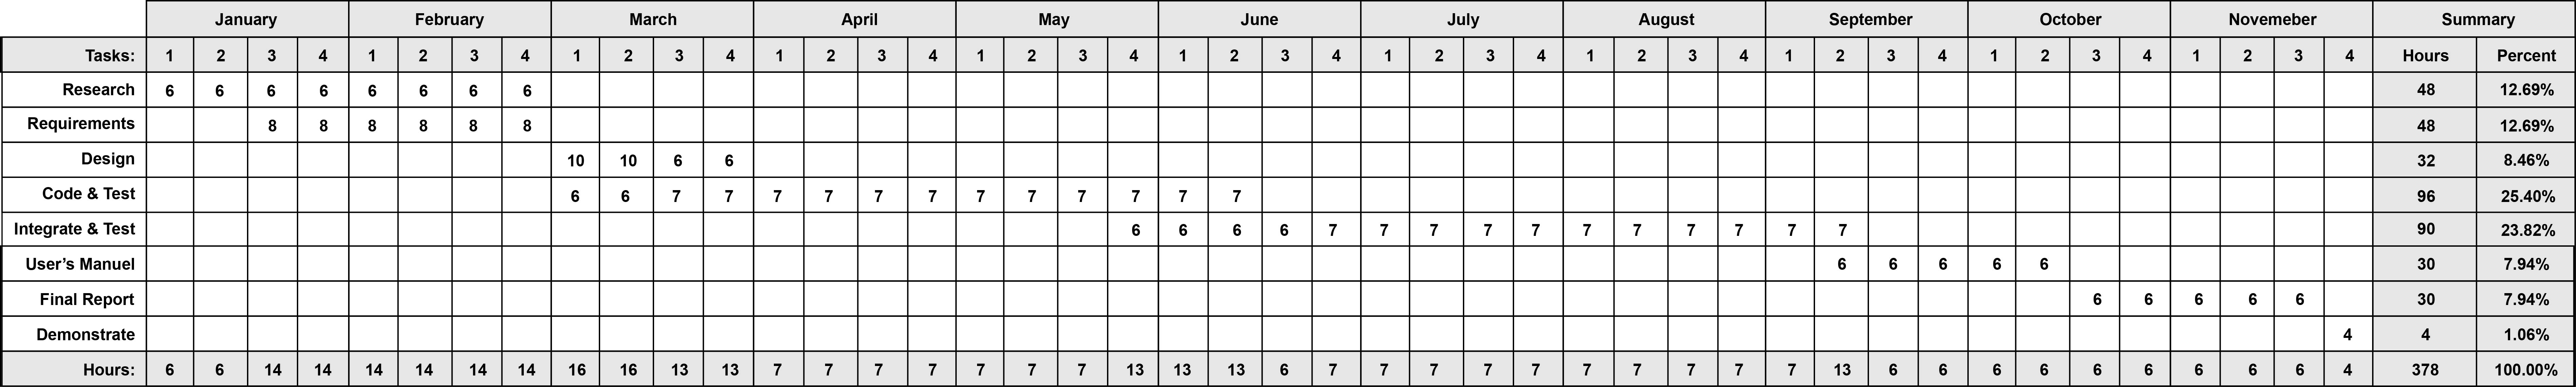 January February March April May June July August September October Novemeber Summary
Tasks: 1 2 3 4 1 2 3 4 1 2 3 4 1 2 3 4 1 2 3 4 1 2 3 4 1 2 3 4 1 2 3 4 1 2 3 4 1 2 3 4 1 2 3 4 Hours Percent
Research 6 6 6 6 6 6 6 6 48 12.69%
Requirements 8 8 8 8 8 8 48 12.69%
Design 10 10 6 6 32 8.46%
Code & Test 6 6 7 7 7 7 7 7 7 7 7 7 7 7 96 25.40%
Integrate & Test 6 6 6 6 7 7 7 7 7 7 7 7 7 7 7 90 23.82%
User’s Manuel 6 6 6 6 6 30 7.94%
Final Report 6 6 6 6 6 30 7.94%
Demonstrate 4 4 1.06%
Hours: 6 6 14 14 14 14 14 14 16 16 13 13 7 7 7 7 7 7 7 13 13 13 6 7 7 7 7 7 7 7 7 7 7 13 6 6 6 6 6 6 6 6 6 4 378 100.00%